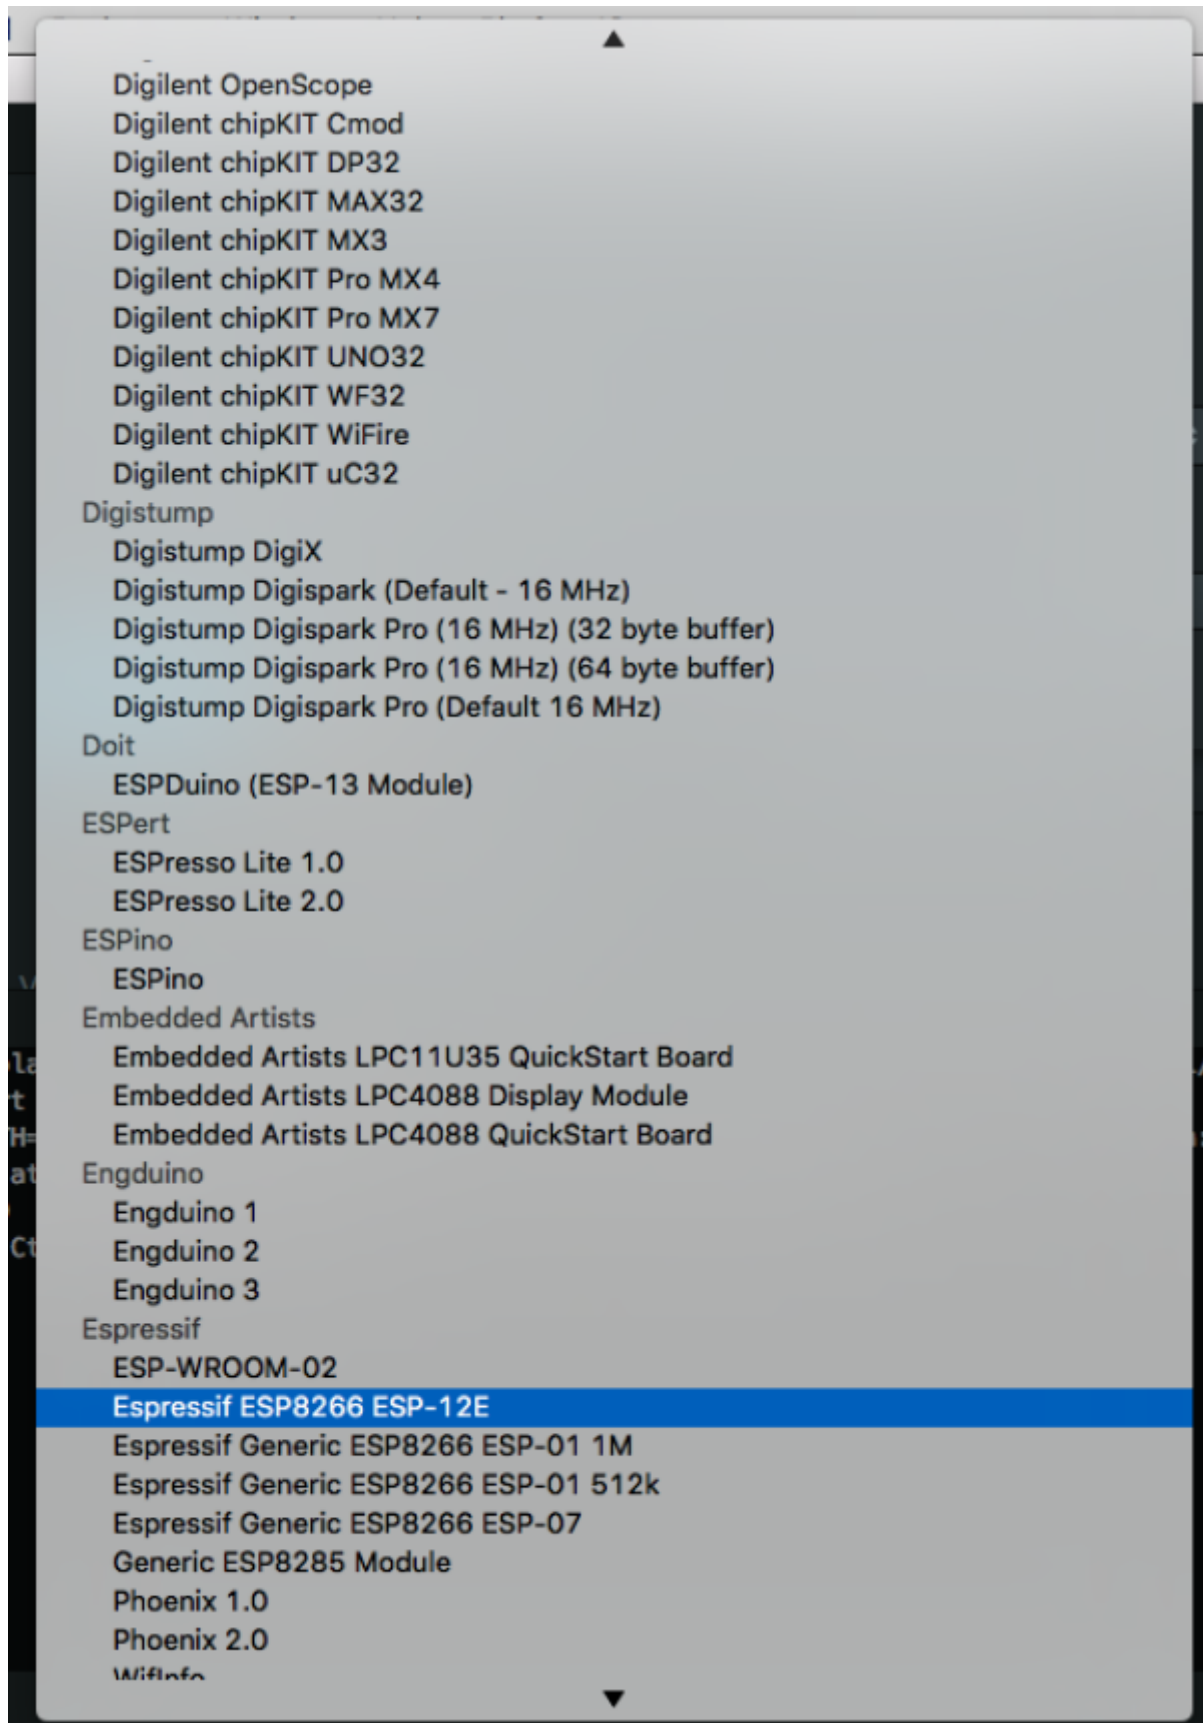 Digilent OpenScope
Digilent chipKIT Cmod
Digilent chipKIT DP32
Digilent chipKIT MAX32
Digilent chipKIT MX3
Digilent chipKIT Pro MX4
Digilent chipKIT Pro MX7
Digilent chipKIT UNO32
Digilent chipKIT WF32
Digilent chipKIT WiFire
Digilent chipKIT uC32
Digistump
Digistump DigiX
Digistump Digispark (Default - 16 MHz)
Digistump Digispark Pro (16 MHz) (32 byte buffer)
Digistump Digispark Pro (16 MHz) (64 byte buffer)
Digistump Digispark Pro (Default 16 MHz)
Doit
ESPDuino (ESP-13 Module)
ESPert
ESPresso Lite 1.0
ESPresso Lite 2.0
ESPino
ESPino
Embedded Artists
Embedded Artists LPC11U35 QuickStart Board
Embedded Artists LPC4088 Display Module
Embedded Artists LPC4088 QuickStart Board
Engduino
Engduino 1
Engduino 2
Engduino 3
Espressif
ESP-WROOM-02
Espressif ESP8266 ESP-12E
Espressif Generic ESP8266 ESP-01 1M
Espressif Generic ESP8266 ESP-01 512k
Espressif Generic ESP8266 ESP-07
Generic ESP8285 Module
Phoenix 1.0
Phoenix 2.0
WifInfo